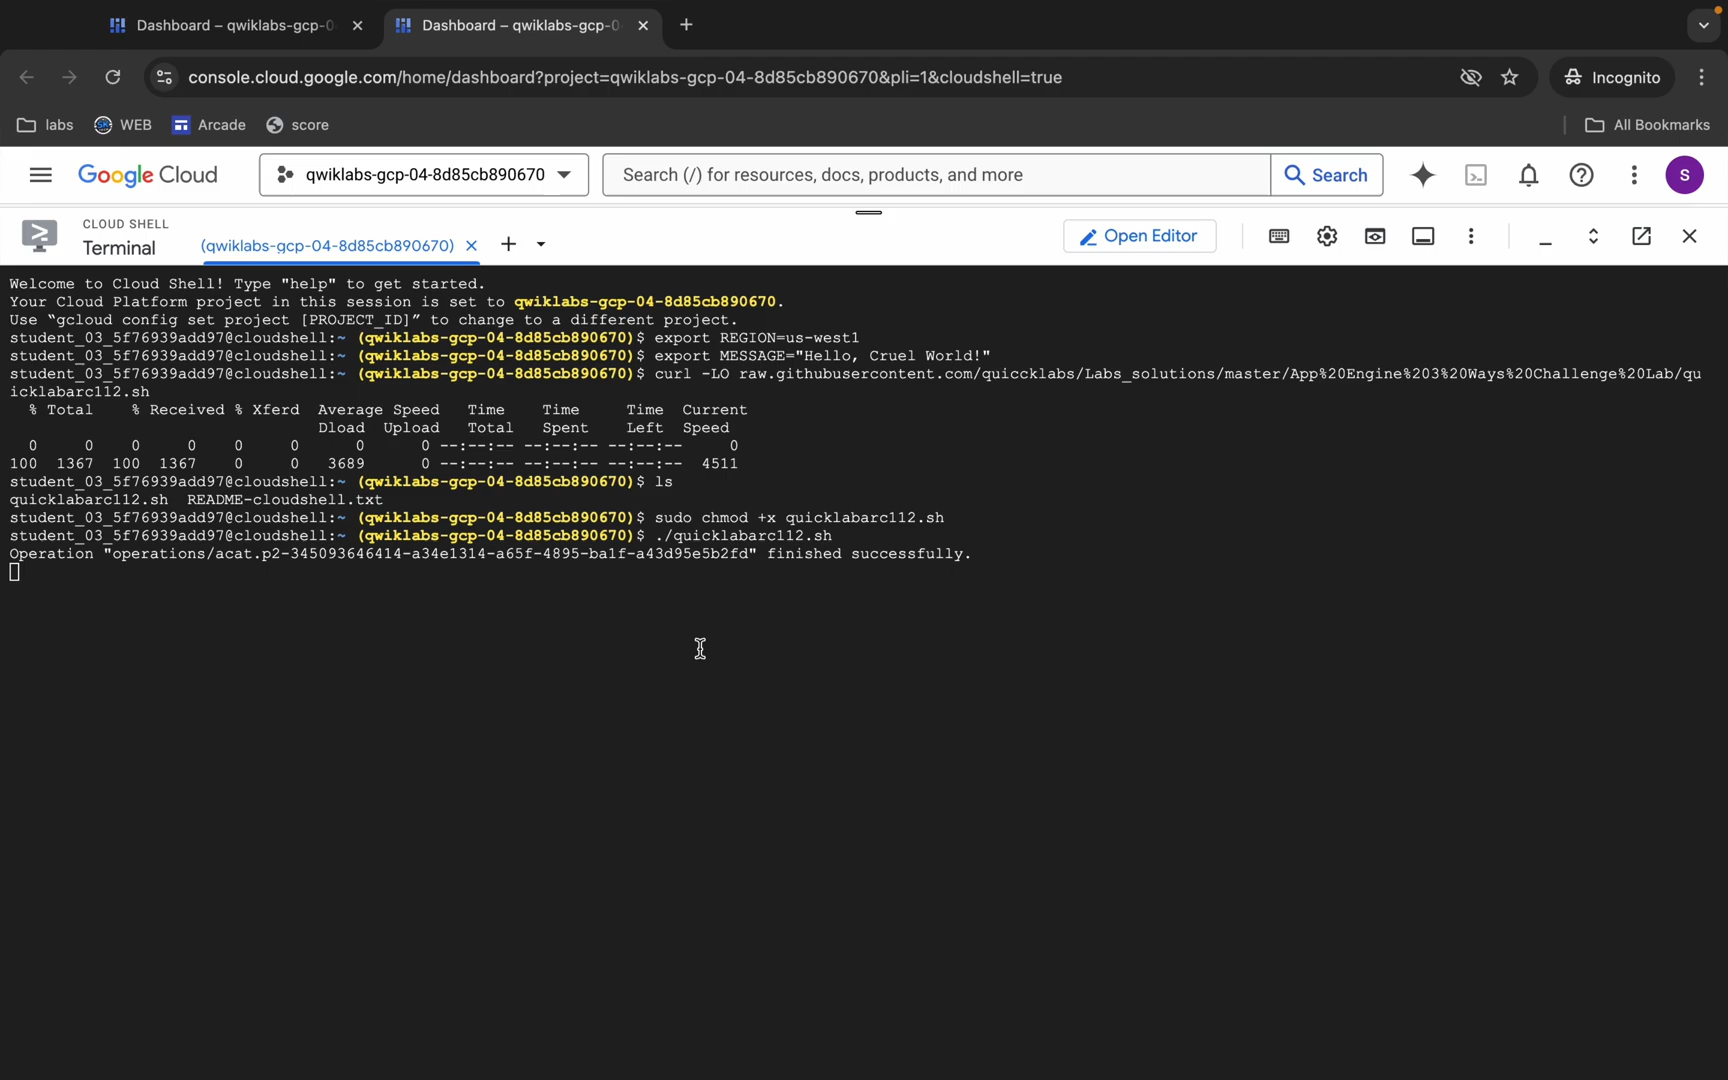 Dashboard – qwiklabs-gcp-0
Dashboard – qwiklabs-gcp-0
console.cloud.google.com/home/dashboard?project=qwiklabs-gcp-04-8d85cb890670&pli=1&cloudshell=true
Incognito
labs
WEB
Arcade
score
All Bookmarks
Google Cloud
qwiklabs-gcp-04-8d85cb890670
Search (/) for resources, docs, products, and more
Search
S
CLOUD SHELL
Terminal
(qwiklabs-gcp-04-8d85cb890670)
Open Editor
Welcome to Cloud Shell! Type "help" to get started.
Your Cloud Platform project in this session is set to qwiklabs-gcp-04-8d85cb890670.
Use “gcloud config set project [PROJECT_ID]” to change to a different project.
student_03_5f76939add97@cloudshell:~ (qwiklabs-gcp-04-8d85cb890670)$ export REGION=us-west1
student_03_5f76939add97@cloudshell:~ (qwiklabs-gcp-04-8d85cb890670)$ export MESSAGE="Hello, Cruel World!"
student_03_5f76939add97@cloudshell:~ (qwiklabs-gcp-04-8d85cb890670)$ curl -LO raw.githubusercontent.com/quiccklabs/Labs_solutions/master/App%20Engine%203%20Ways%20Challenge%20Lab/qu
icklabarc112.sh
% Total % Received % Xferd Average Speed Time Time Time Current
Dload Upload Total Spent Left Speed
0 0 0 0 0 0 0 0 --:--:-- --:--:-- --:--:-- 0
100 1367 100 1367 0 0 3689 0 --:--:-- --:--:-- --:--:-- 4511
student_03_5f76939add97@cloudshell:~ (qwiklabs-gcp-04-8d85cb890670)$ ls
quicklabarc112.sh README-cloudshell.txt
student_03_5f76939add97@cloudshell:~ (qwiklabs-gcp-04-8d85cb890670)$ sudo chmod +x quicklabarc112.sh
student_03_5f76939add97@cloudshell:~ (qwiklabs-gcp-04-8d85cb890670)$ ./quicklabarc112.sh
Operation "operations/acat.p2-345093646414-a34e1314-a65f-4895-ba1f-a43d95e5b2fd" finished successfully.